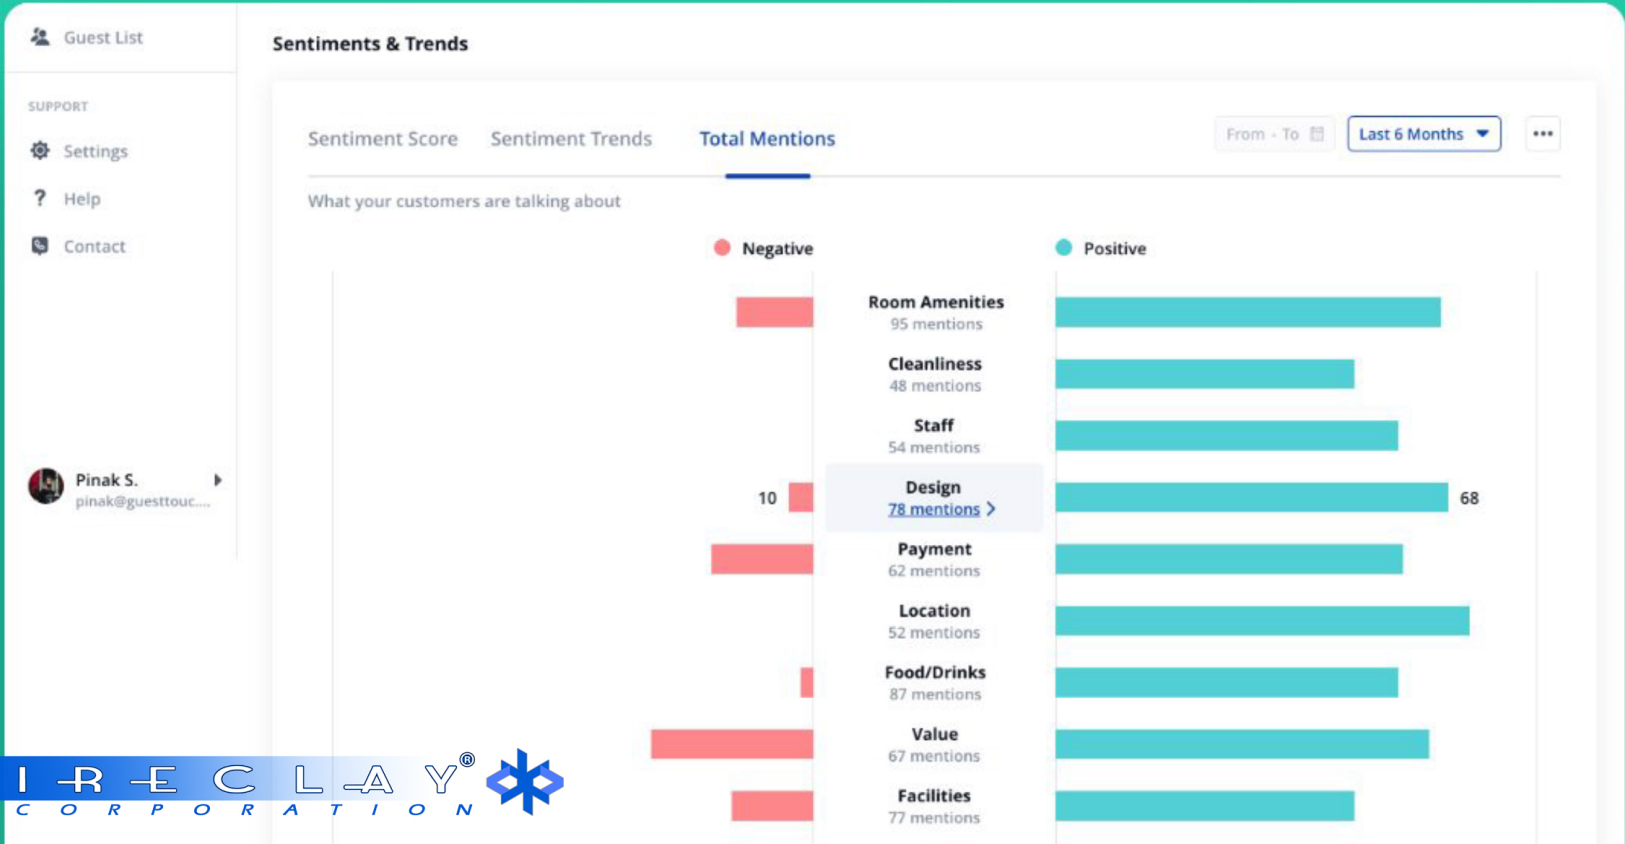 Guest List
SUPPORT
Settings
? Help
Contact
Pinak S.
pinak@guesttouc....
Sentiments & Trends
Sentiment Score Sentiment Trends Total Mentions
From - To Last 6 Months
What your customers are talking about
Negative Positive
Room Amenities
95 mentions
Cleanliness
48 mentions
Staff
54 mentions
Design
10 78 mentions 68
Payment
62 mentions
Location
52 mentions
Food/Drinks
87 mentions
Value
67 mentions
Facilities
77 mentions
IRECLAY®
CORPORATION